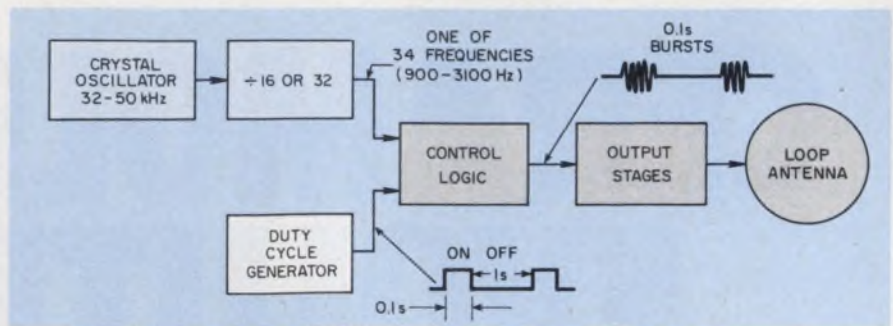 CRYSTAL
OSCILLATOR
32-50 kHz
÷16 OR 32
ONE OF
34 FREQUENCIES
(900-3100 Hz)
0.1s
BURSTS
CONTROL
LOGIC
OUTPUT
STAGES
LOOP
ANTENNA
DUTY
CYCLE
GENERATOR
ON OFF
1s
0.1s